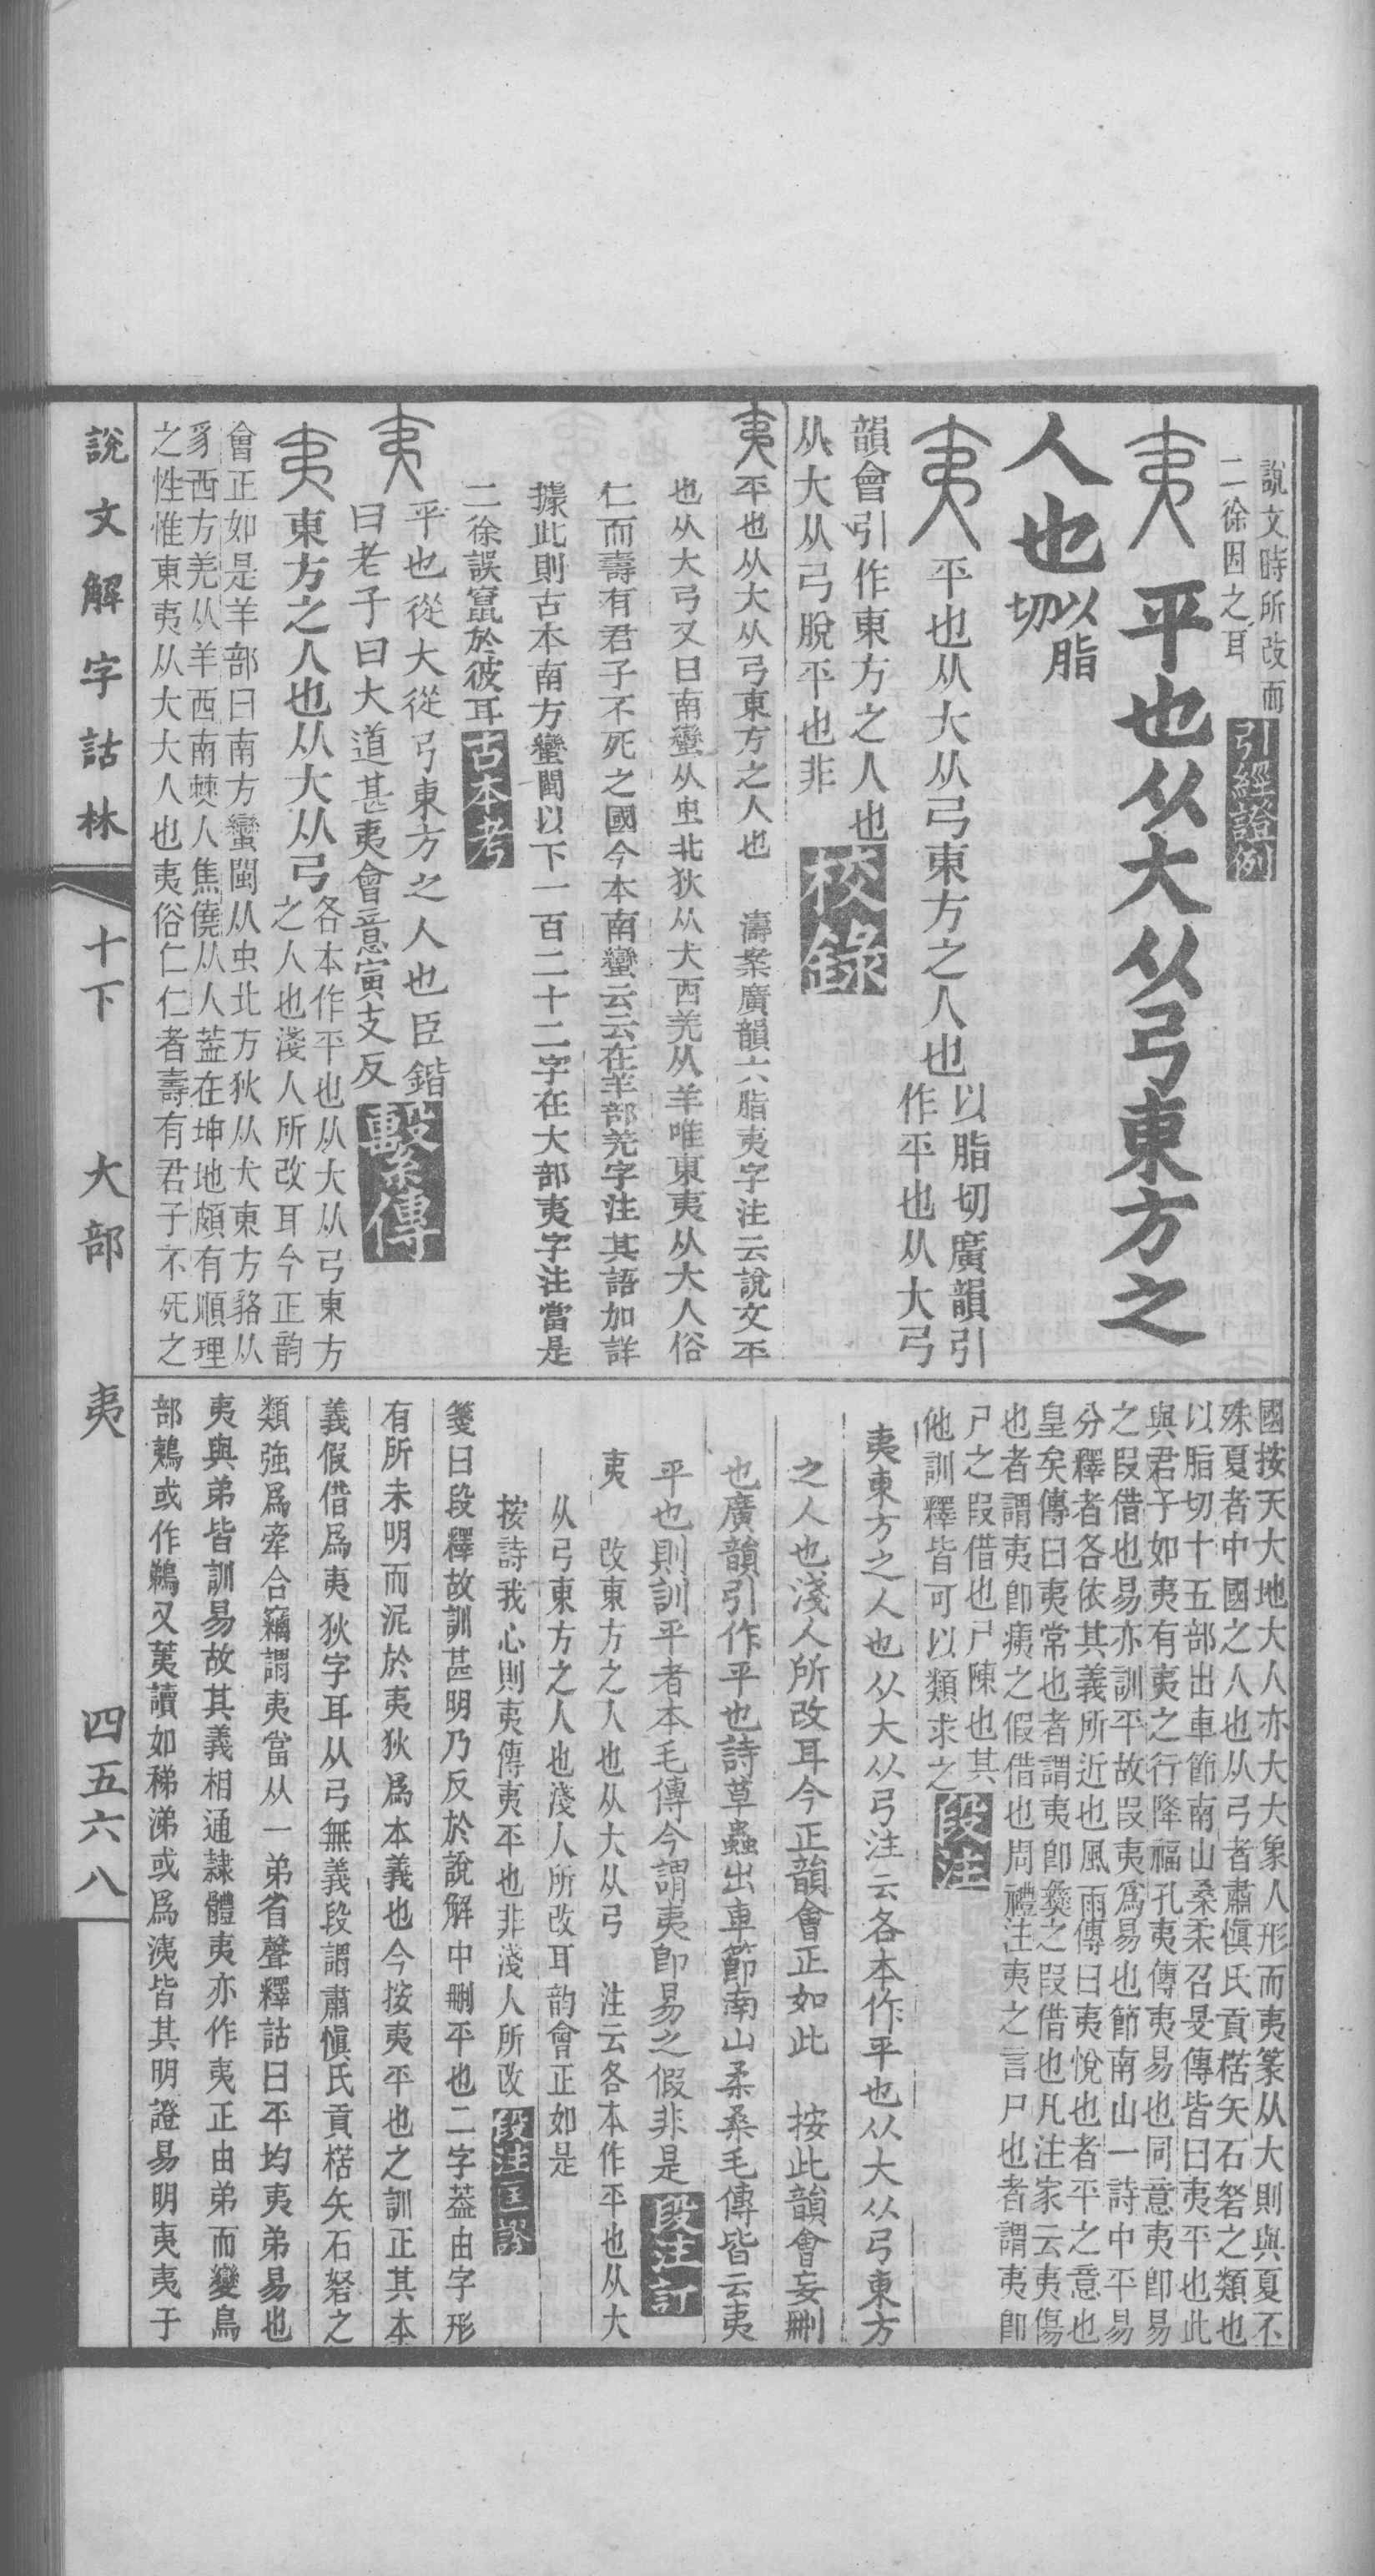 說文時所改而
二徐因之耳引經證例
夷平也从大从弓東方之
人也以脂
切
夷平也从大从弓東方之人也以脂切廣韻引
作平也从大弓
韻會引作東方之人也
从大从弓脫平也非校錄
夷平也从大从弓東方之人也　濤案廣韻六脂夷字注云說文平
也从大弓又曰南蠻从虫北狄从犬西羌从羊唯東夷从大人俗
仁而壽有君子不死之國今本南蠻云云在羊部羌字注其語加詳
據此則古本南方蠻閩以下一百二十二字在大部夷字注當是
二徐誤竄於彼耳古本考
夷平也從大從弓東方之人也臣鍇
曰老子曰大道甚夷會意寅支反繫傳
夷東方之人也从大从弓各本作平也从大从弓東方
之人也淺人所改耳今正韵
會正如是羊部曰南方蠻閩从虫北方狄从犬東方貉从
豸西方羌从羊西南僰人焦僥从人葢在坤地頗有順理
之性惟東夷从大大人也夷俗仁仁者壽有君子不死之
國按天大地大人亦大大象人形而夷篆从大則與夏不
殊夏者中國之人也从弓者肅愼氏貢楛矢石砮之類也
以脂切十五部出車節南山桑柔召旻傳皆曰夷平也此
與君子如夷有夷之行降福孔夷傳夷易也同意夷卽易
之叚借也易亦訓平故叚夷爲易也節南山一詩中平易
分釋者各依其義所近也風雨傳曰夷悅也者平之意也
皇矣傳曰夷常也者謂夷卽彝之叚借也凡注家云夷傷
也者謂夷卽痍之假借也周禮注夷之言尸也者謂夷卽
尸之叚借也尸陳也其
他訓釋皆可以類求之段注
夷東方之人也从大从弓注云各本作平也从大从弓東方
之人也淺人所改耳今正韻會正如此　按此韻會妄刪
也廣韻引作平也詩草蟲出車節南山柔桑毛傳皆云夷
平也則訓平者本毛傳今謂夷卽易之假非是段注訂
夷　改東方之人也从大从弓　注云各本作平也从大
从弓東方之人也淺人所改耳韵會正如是
按詩我心則夷傳夷平也非淺人所改段注匡謬
箋曰段釋故訓甚明乃反於說解中刪平也二字葢由字形
有所未明而泥於夷狄爲本義也今按夷平也之訓正其本
義假借爲夷狄字耳从弓無義段謂肅愼氏貢楛矢石砮之
類強爲牽合竊謂夷當从一弟省聲釋詁曰平均夷弟易也
夷與弟皆訓易故其義相通隸體夷亦作夷正由弟而變鳥
部鶇或作鵜又荑讀如稊涕或爲洟皆其明證易明夷夷于
說文解字詁林　十下　大部　夷　四五六八